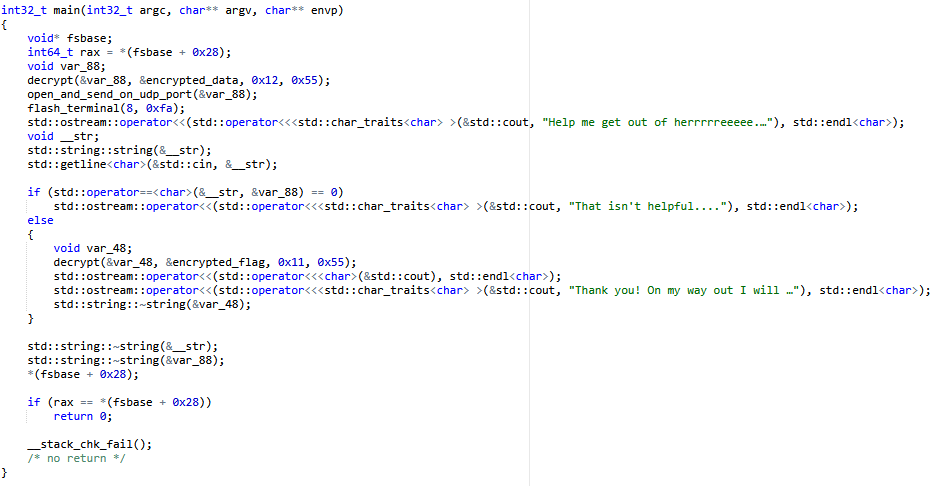 int32_t main(int32_t argc, char** argv, char** envp)
{
    void* fsbase;
    int64_t rax = *(fsbase + 0x28);
    void var_88;
    decrypt(&var_88, &encrypted_data, 0x12, 0x55);
    open_and_send_on_udp_port(&var_88);
    flash_terminal(8, 0xfa);
    std::ostream::operator<<(std::operator<<<std::char_traits<char> >(&std::cout, "Help me get out of herrrrreeeee.…"), std::endl<char>);
    void __str;
    std::string::string(&__str);
    std::getline<char>(&std::cin, &__str);

    if (std::operator==<char>(&__str, &var_88) == 0)
        std::ostream::operator<<(std::operator<<<std::char_traits<char> >(&std::cout, "That isn't helpful...."), std::endl<char>);
    else
    {
        void var_48;
        decrypt(&var_48, &encrypted_flag, 0x11, 0x55);
        std::ostream::operator<<(std::operator<<<char>(&std::cout), std::endl<char>);
        std::ostream::operator<<(std::operator<<<std::char_traits<char> >(&std::cout, "Thank you! On my way out I will …"), std::endl<char>);
        std::string::~string(&var_48);
    }

    std::string::~string(&__str);
    std::string::~string(&var_88);
    *(fsbase + 0x28);

    if (rax == *(fsbase + 0x28))
        return 0;

    __stack_chk_fail();
    /* no return */
}